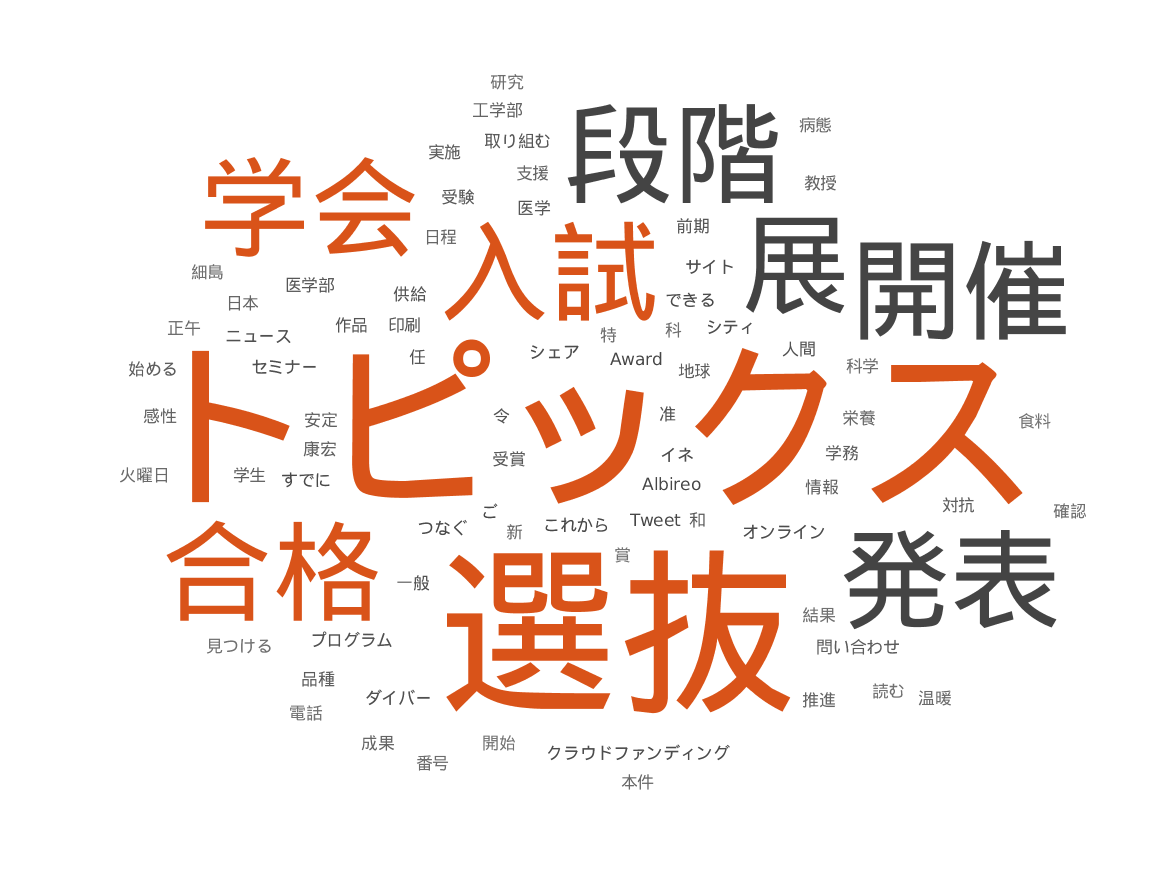 研究
工学部
段階
病態
取り組む
実施
学会
支援
教授
受験
医学
展
入試
前期
日程
開催
サイト
細島
医学部
供給
できる
日本
作品
印刷
シティ
正午
ニュース
特
科
シェア
人間
任
Award
始める
セミナー
科学
地球
トピックス
感性
安定
令
准
栄養
食料
康宏
受賞
イネ
学務
火曜日
学生
すでに
Albireo
情報
対抗
ご
確認
つなぐ
新
これから
Tweet
和
オンライン
合格
賞
発表
一般
選抜
結果
見つける
プログラム
問い合わせ
品種
ダイバー
推進
読む
温暖
電話
成果
開始
クラウドファンディング
番号
本件